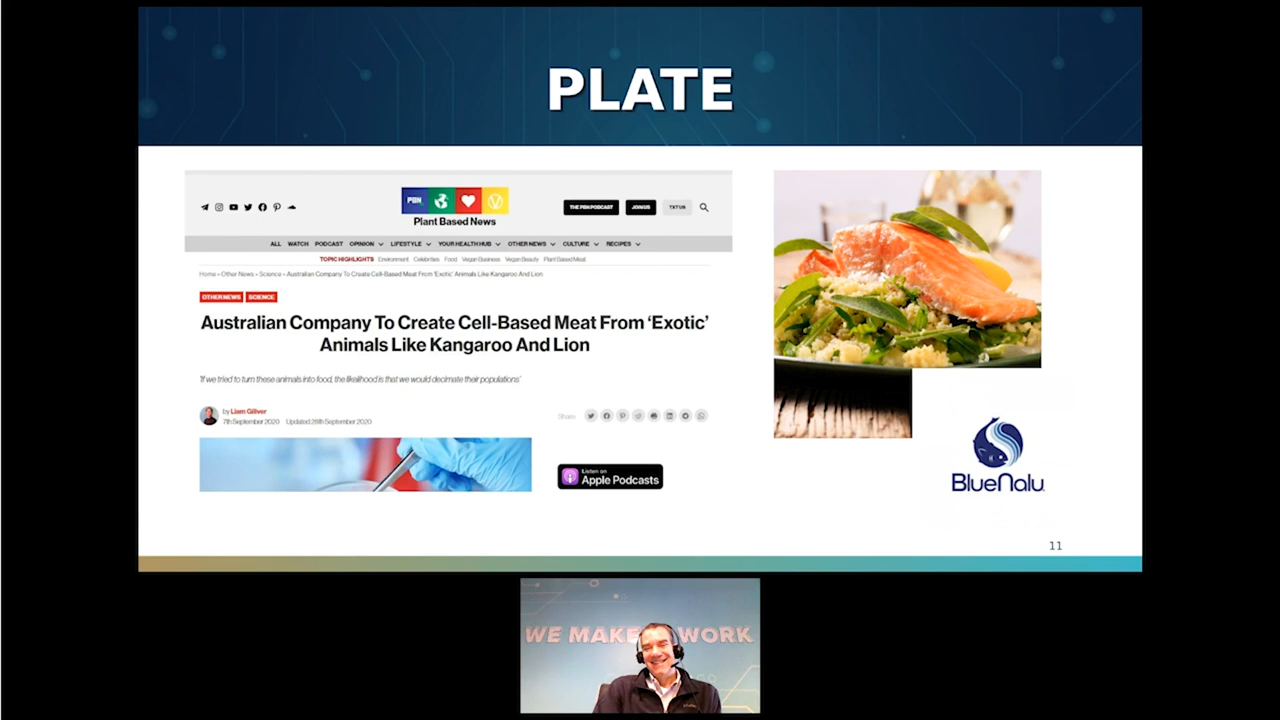 PLATE
PBN
Plant Based News
THE PBN PODCAST
JOIN US
TXT US
ALL WATCH PODCAST OPINION LIFESTYLE YOUR HEALTH HUB OTHER NEWS CULTURE RECIPES
TOPIC HIGHLIGHTS Environment Celebrities Food Vegan Business Vegan Beauty Plant Based Meat
Home » Other News » Science » Australian Company To Create Cell-Based Meat From 'Exotic' Animals Like Kangaroo And Lion
OTHER NEWS SCIENCE
Australian Company To Create Cell-Based Meat From ‘Exotic’
Animals Like Kangaroo And Lion
'If we tried to turn these animals into food, the likelihood is that we would decimate their populations'
by Liam Gilliver
7th September 2020 Updated 28th September 2020
Share
Listen on
Apple Podcasts
BlueNalu
11
WE MAKE WORK